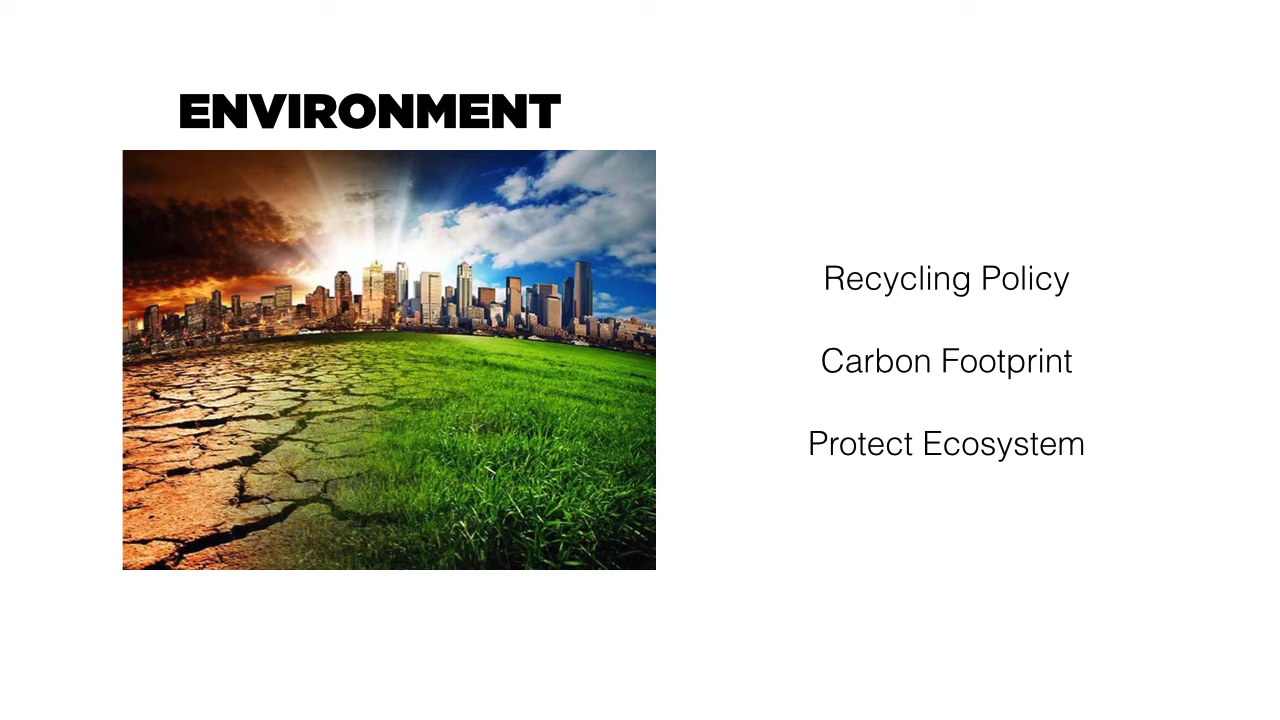 ENVIRONMENT
Recycling Policy
Carbon Footprint
Protect Ecosystem